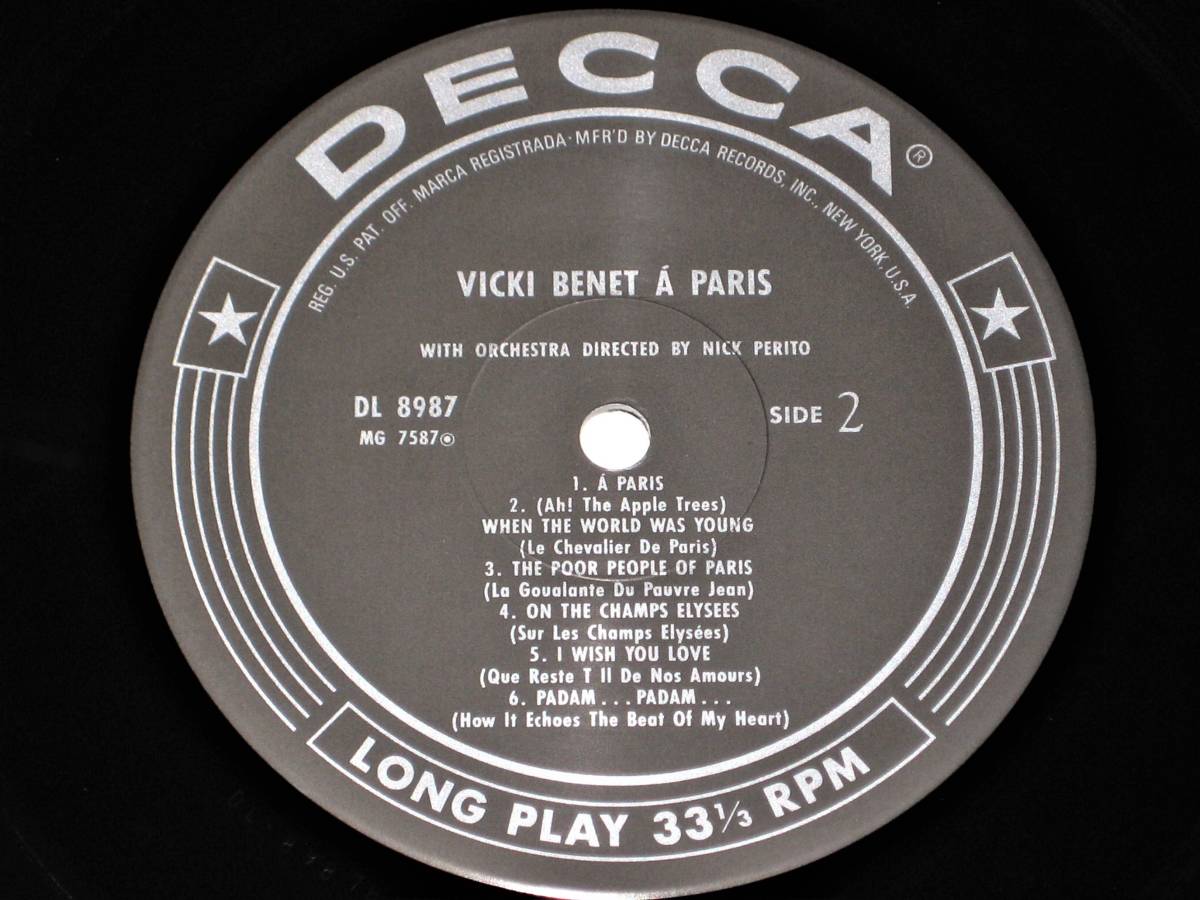 DECCA®
REG. U.S. PAT. OFF. MARCA REGISTRADA · MFR'D BY DECCA RECORDS, INC., NEW YORK, U.S.A.
VICKI BENET Á PARIS
WITH ORCHESTRA DIRECTED BY NICK PERITO
DL 8987
MG 7587
SIDE 2
1. Á PARIS
2. (Ah! The Apple Trees)
WHEN THE WORLD WAS YOUNG
(Le Chevalier De Paris)
3. THE POOR PEOPLE OF PARIS
(La Goualante Du Pauvre Jean)
4. ON THE CHAMPS ELYSEES
(Sur Les Champs Elysées)
5. I WISH YOU LOVE
(Que Reste T Il De Nos Amours)
6. PADAM...PADAM...
(How It Echoes The Beat Of My Heart)
LONG PLAY 33⅓ RPM